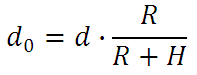 d₀ = d · R / (R + H)